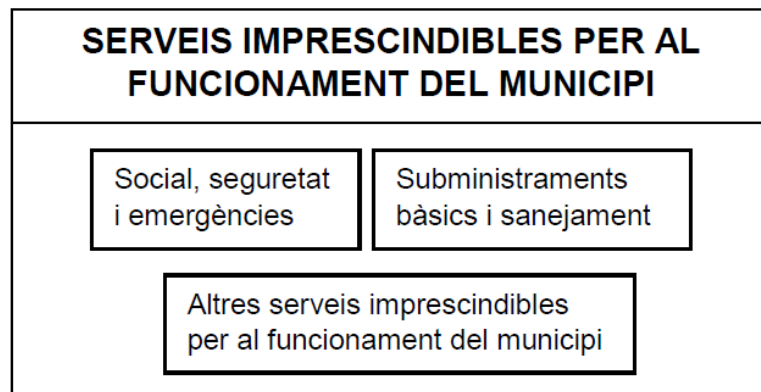 SERVEIS IMPRESCINDIBLES PER AL
FUNCIONAMENT DEL MUNICIPI
Social, seguretat
i emergències
Subministraments
bàsics i sanejament
Altres serveis imprescindibles
per al funcionament del municipi